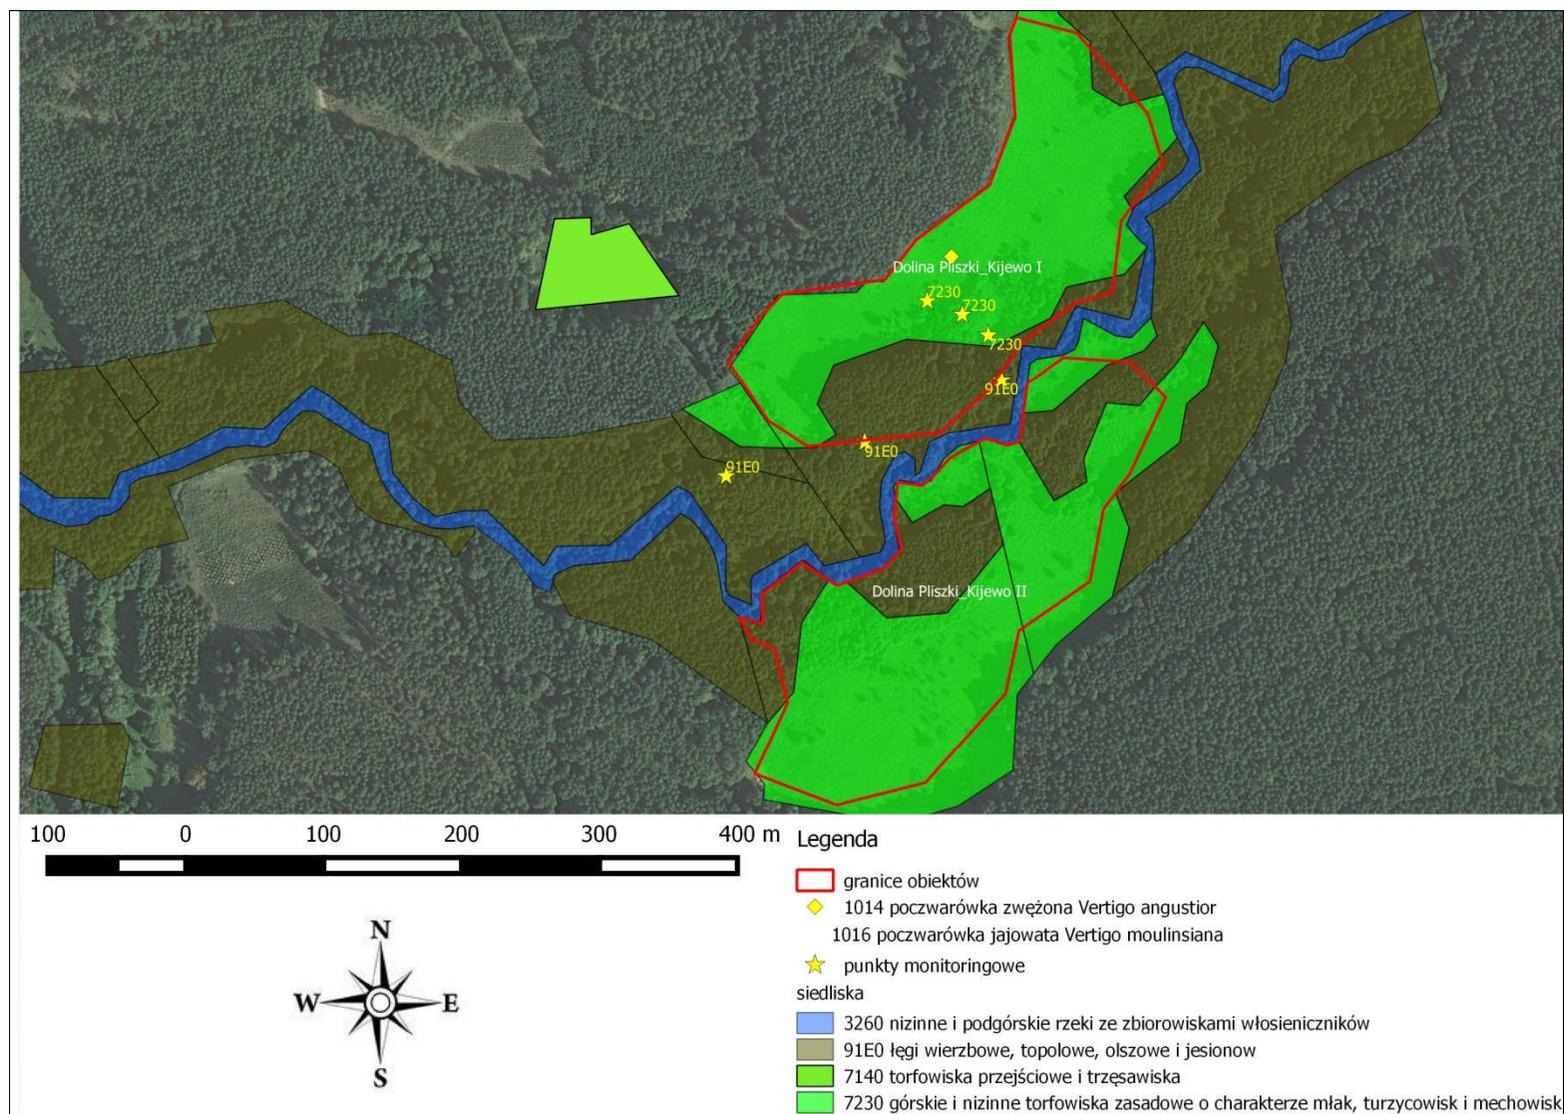 Dolina Pliszki_Kijewo I
7230
7230
7230
91E0
91E0
91E0
Dolina Pliszki_Kijewo II
100 0 100 200 300 400 m
N
W E
S
Legenda
granice obiektów
1014 poczwarówka zwężona Vertigo angustior
1016 poczwarówka jajowata Vertigo moulinsiana
punkty monitoringowe
siedliska
3260 nizinne i podgórskie rzeki ze zbiorowiskami włosieniczników
91E0 łęgi wierzbowe, topolowe, olszowe i jesionow
7140 torfowiska przejściowe i trzęsawiska
7230 górskie i nizinne torfowiska zasadowe o charakterze młak, turzycowisk i mechowisk